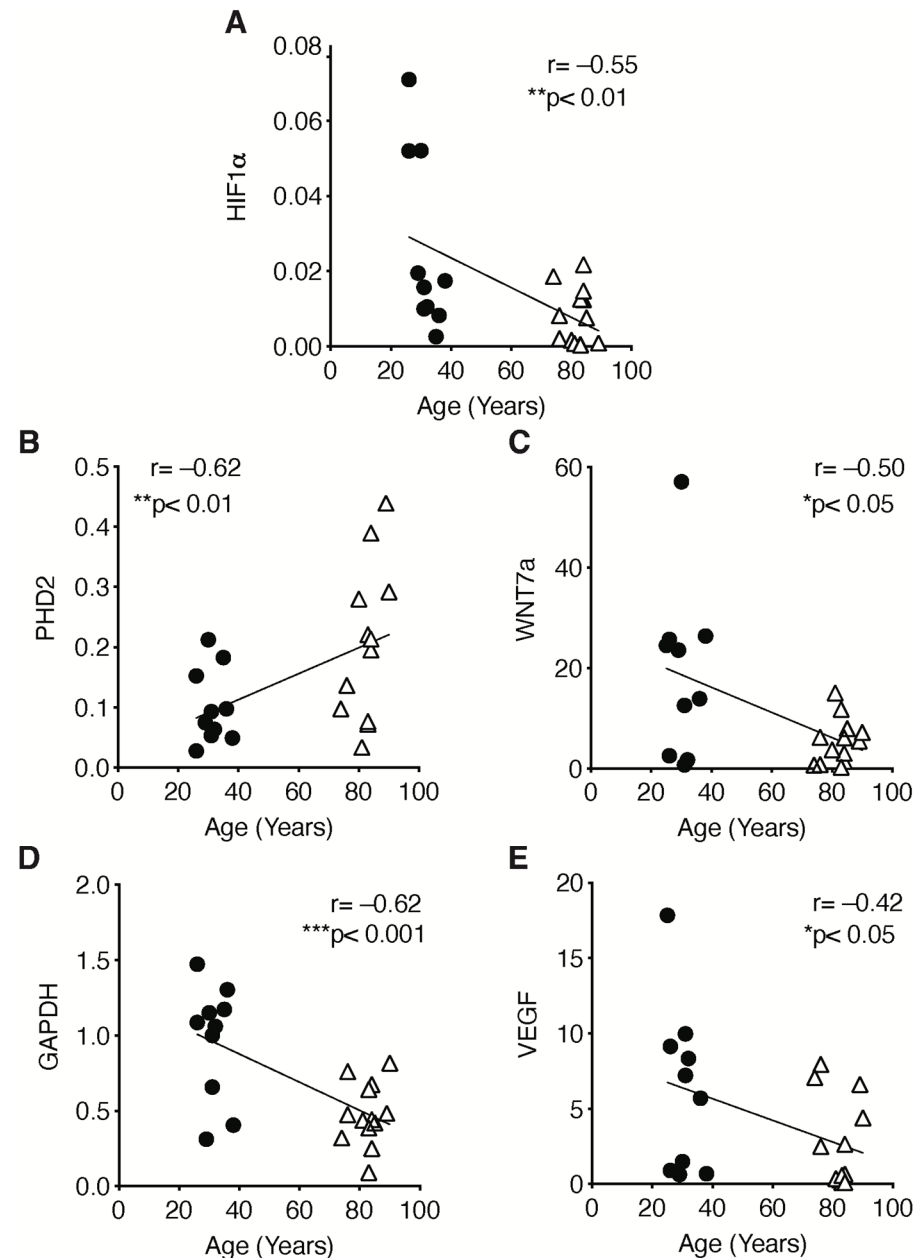 A
0.08
0.06
0.04
0.02
0.00
HIF1α
r= –0.55
**p< 0.01
0 20 40 60 80 100
Age (Years)
B
0.5
0.4
0.3
0.2
0.1
0.0
PHD2
r= –0.62
**p< 0.01
0 20 40 60 80 100
Age (Years)
C
60
40
20
0
WNT7a
r= –0.50
*p< 0.05
0 20 40 60 80 100
Age (Years)
D
2.0
1.5
1.0
0.5
0.0
GAPDH
r= –0.62
***p< 0.001
0 20 40 60 80 100
Age (Years)
E
20
15
10
5
0
VEGF
r= –0.42
*p< 0.05
0 20 40 60 80 100
Age (Years)